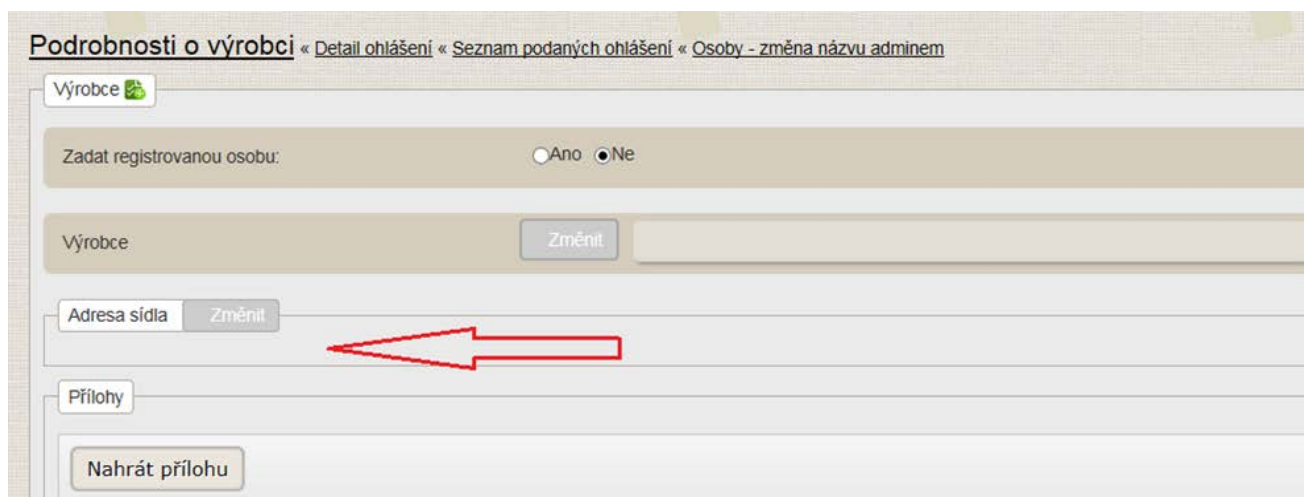 Podrobnosti o výrobci « Detail ohlášení « Seznam podaných ohlášení « Osoby - změna názvu adminem
Výrobce
Zadat registrovanou osobu: Ano Ne
Výrobce Změnit
Adresa sídla Změnit
Přílohy
Nahrát přílohu